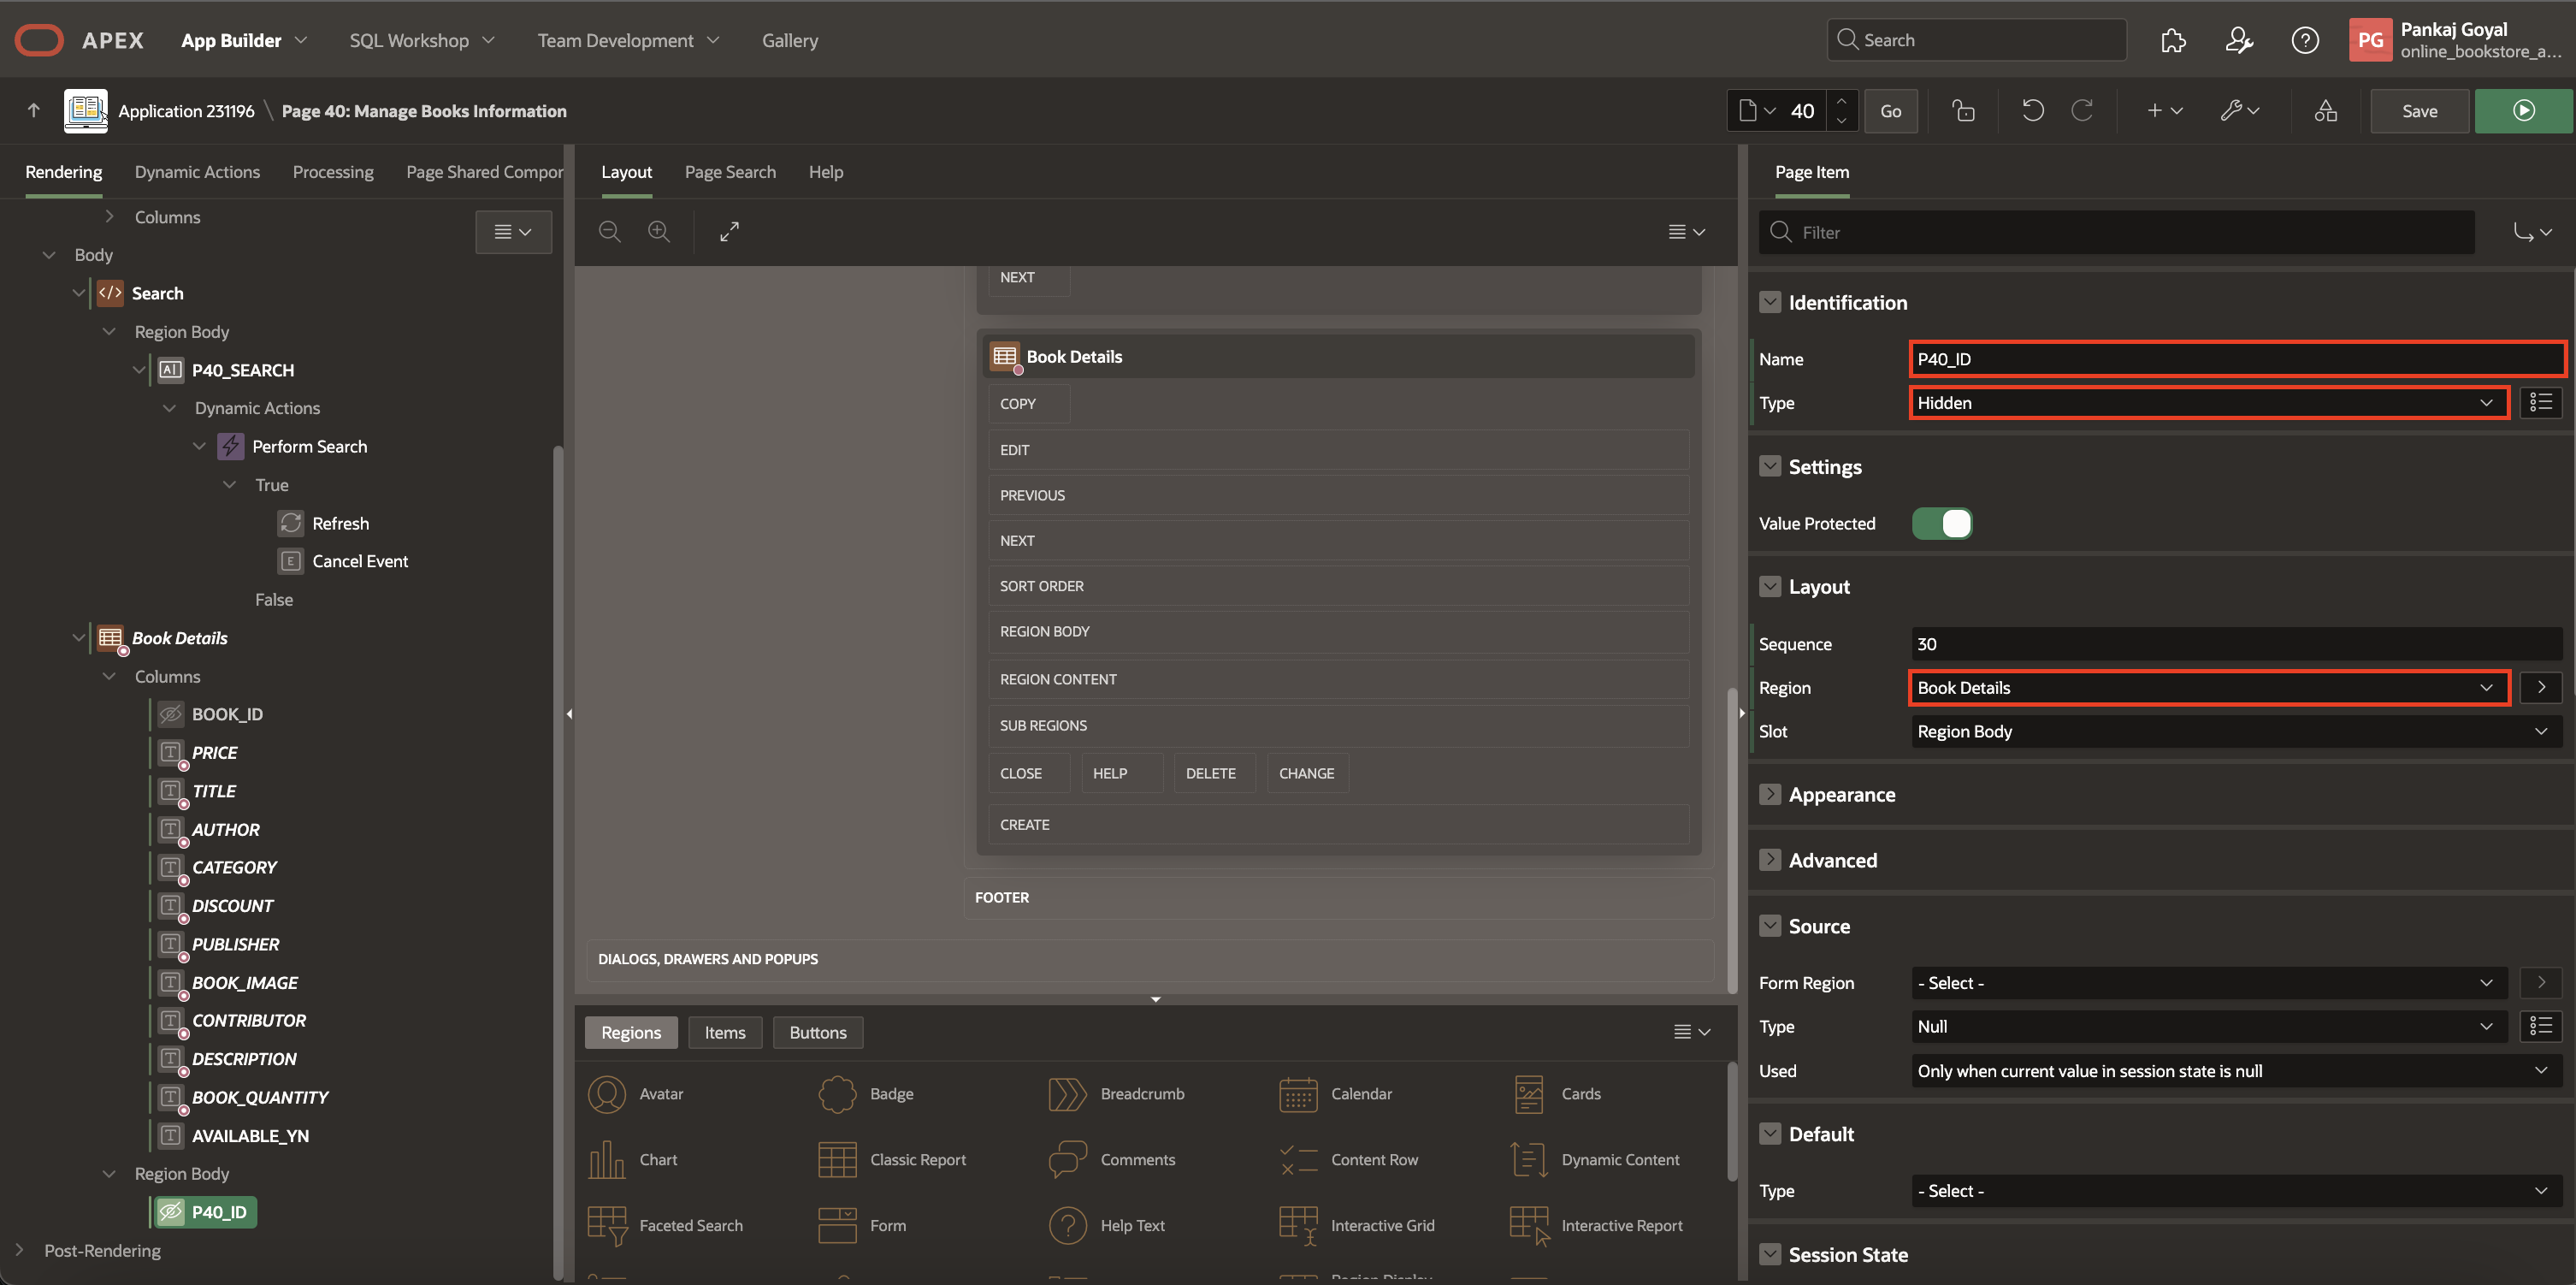 APEX App Builder SQL Workshop Team Development Gallery Search PG Pankaj Goyal
online_bookstore_a...
Application 231196 \ Page 40: Manage Books Information 40 Go Save
Rendering Dynamic Actions Processing Page Shared Compor
Columns
Body
</> Search
Region Body
P40_SEARCH
Dynamic Actions
Perform Search
True
Refresh
E Cancel Event
False
Book Details
Columns
BOOK_ID
PRICE
TITLE
AUTHOR
CATEGORY
DISCOUNT
PUBLISHER
BOOK_IMAGE
CONTRIBUTOR
DESCRIPTION
BOOK_QUANTITY
AVAILABLE_YN
Region Body
P40_ID
Post-Rendering
Layout Page Search Help
NEXT
Book Details
COPY
EDIT
PREVIOUS
NEXT
SORT ORDER
REGION BODY
REGION CONTENT
SUB REGIONS
CLOSE HELP DELETE CHANGE
CREATE
FOOTER
DIALOGS, DRAWERS AND POPUPS
Regions Items Buttons
Avatar Badge Breadcrumb Calendar Cards
Chart Classic Report Comments Content Row Dynamic Content
Faceted Search Form Help Text Interactive Grid Interactive Report
Page Item
Filter
Identification
Name P40_ID
Type Hidden
Settings
Value Protected
Layout
Sequence 30
Region Book Details
Slot Region Body
Appearance
Advanced
Source
Form Region - Select -
Type Null
Used Only when current value in session state is null
Default
Type - Select -
Session State